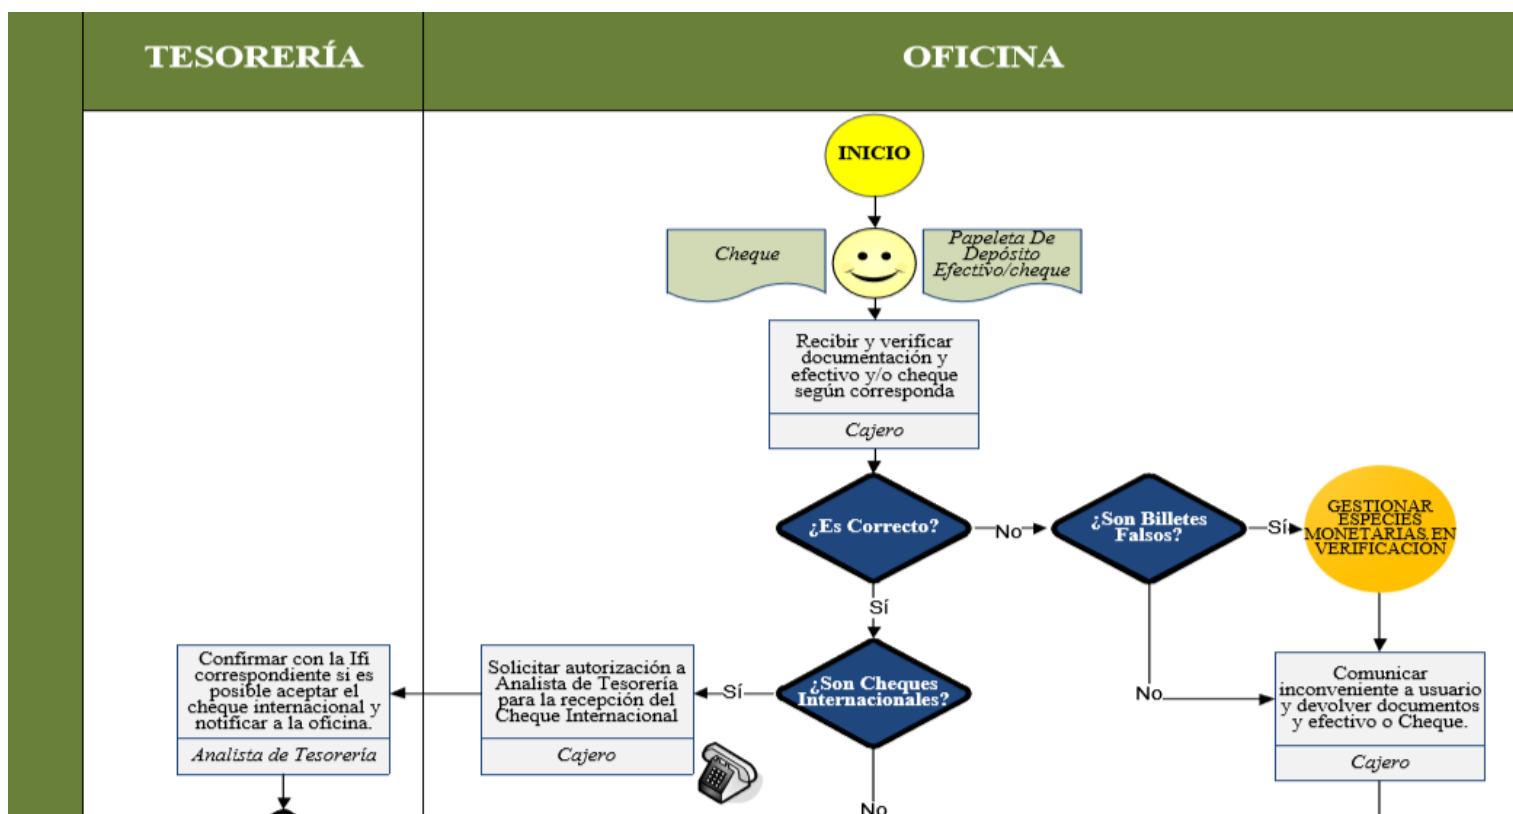 TESORERÍA
OFICINA
INICIO
Cheque
Papeleta De
Depósito
Efectivo/cheque
Recibir y verificar
documentación y
efectivo y/o cheque
según corresponda
Cajero
¿Es Correcto?
No
¿Son Billetes
Falsos?
Sí
GESTIONAR
ESPECIES
MONETARIAS EN
VERIFICACIÓN
Sí
Confirmar con la Ifi
correspondiente si es
posible aceptar el
cheque internacional y
notificar a la oficina.
Analista de Tesorería
Solicitar autorización a
Analista de Tesorería
para la recepción del
Cheque Internacional
Cajero
Sí
¿Son Cheques
Internacionales?
No
No
Comunicar
inconveniente a usuario
y devolver documentos
y efectivo o Cheque.
Cajero